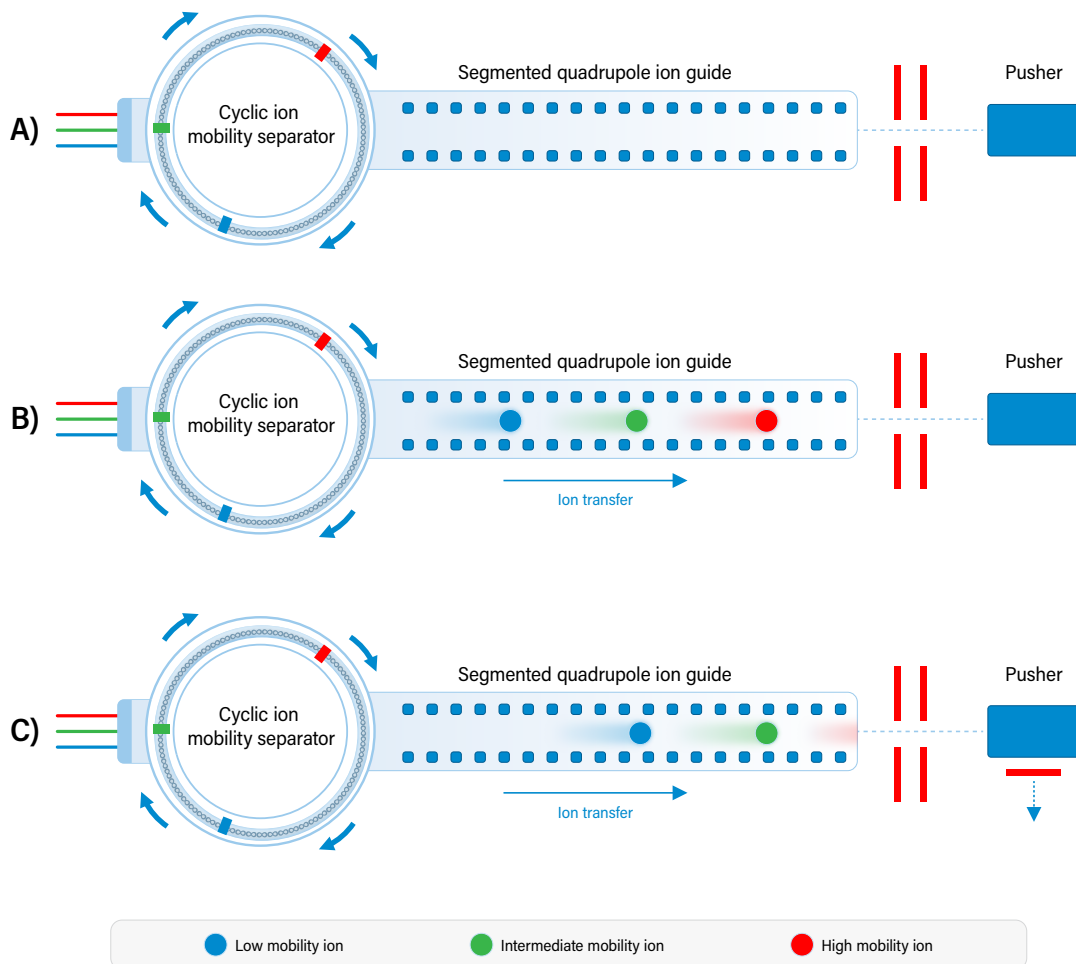 A)
Cyclic ion
mobility separator
Segmented quadrupole ion guide
Pusher
B)
Cyclic ion
mobility separator
Segmented quadrupole ion guide
Ion transfer
Pusher
C)
Cyclic ion
mobility separator
Segmented quadrupole ion guide
Ion transfer
Pusher
Low mobility ion
Intermediate mobility ion
High mobility ion